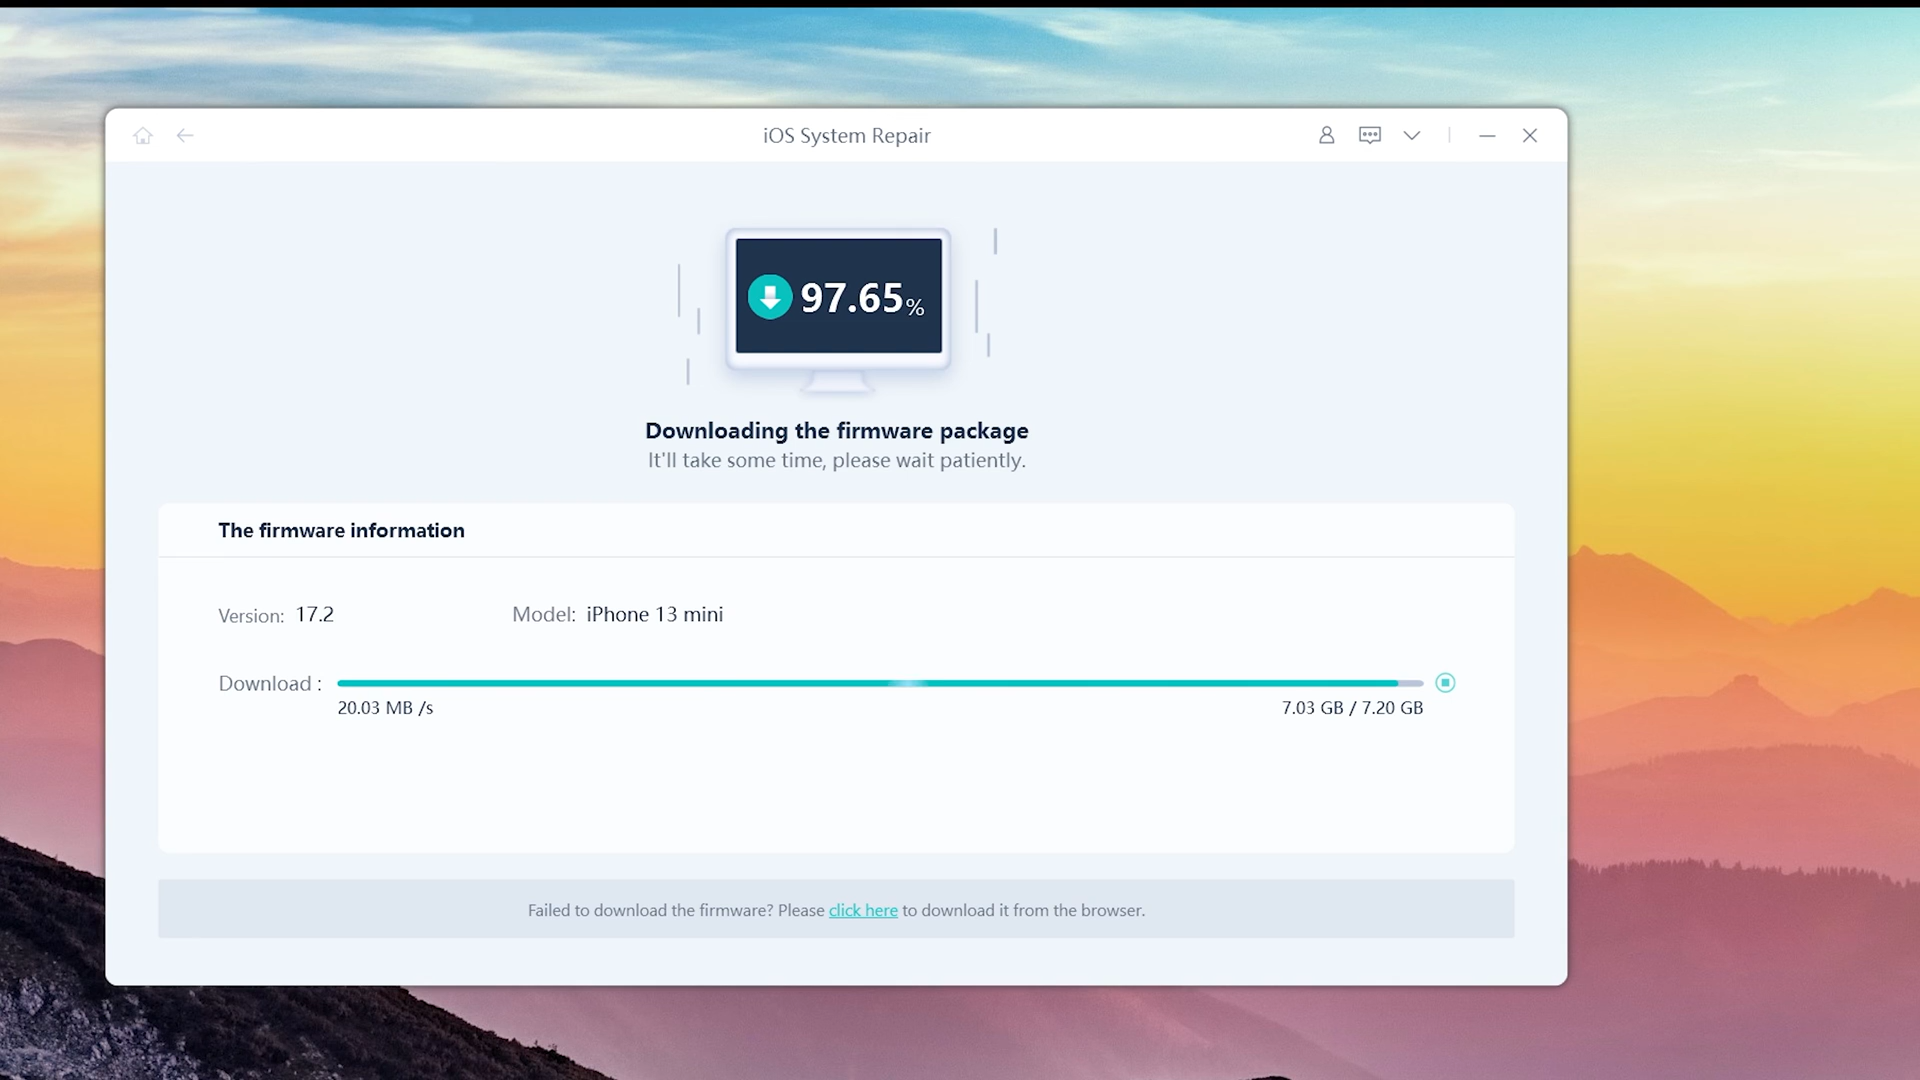 iOS System Repair
97.65%
Downloading the firmware package
It'll take some time, please wait patiently.
The firmware information
Version: 17.2 Model: iPhone 13 mini
Download :
20.03 MB /s 7.03 GB / 7.20 GB
Failed to download the firmware? Please click here to download it from the browser.